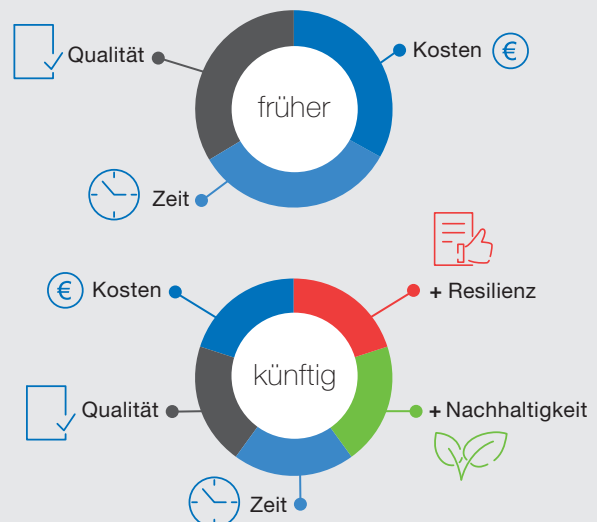 Qualität
Kosten €
früher
Zeit
€ Kosten
+ Resilienz
künftig
Qualität
+ Nachhaltigkeit
Zeit